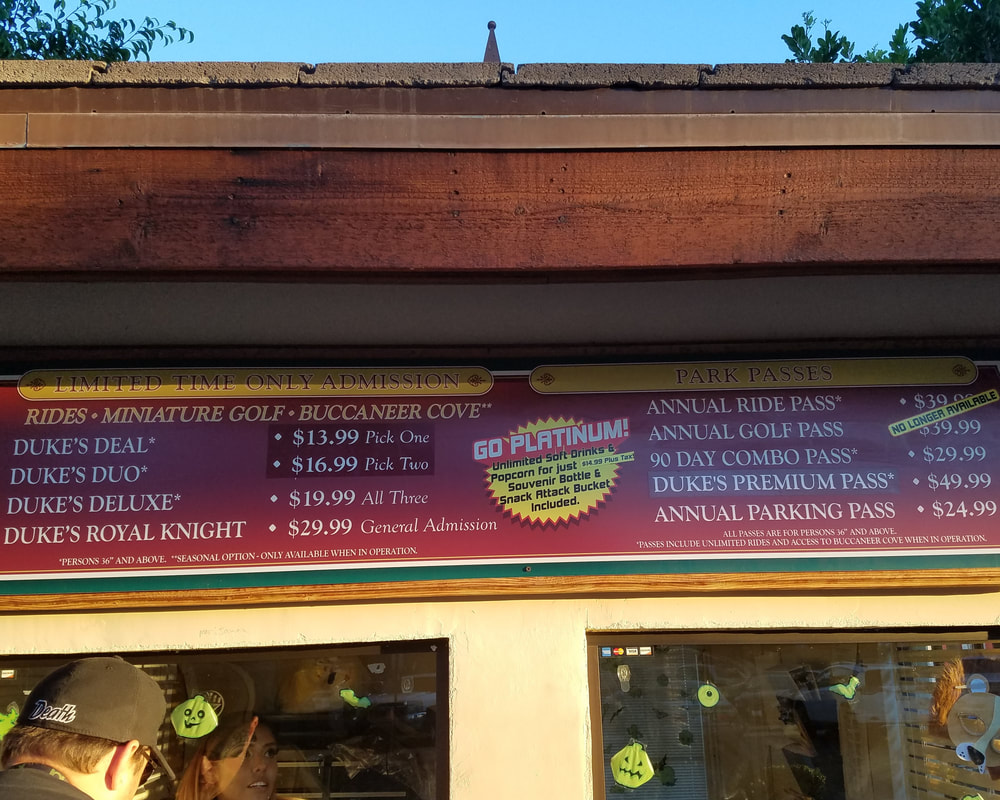 LIMITED TIME ONLY ADMISSION
RIDES • MINIATURE GOLF • BUCCANEER COVE**
DUKE'S DEAL* • $13.99 Pick One
DUKE'S DUO* • $16.99 Pick Two
DUKE'S DELUXE* • $19.99 All Three
DUKE'S ROYAL KNIGHT • $29.99 General Admission
*PERSONS 36" AND ABOVE. **SEASONAL OPTION - ONLY AVAILABLE WHEN IN OPERATION.
GO PLATINUM!
Unlimited Soft Drinks &
Popcorn for just $14.99 Plus Tax
Souvenir Bottle &
Snack Attack Bucket
Included.
PARK PASSES
ANNUAL RIDE PASS* • $39
NO LONGER AVAILABLE
ANNUAL GOLF PASS $39.99
90 DAY COMBO PASS* • $29.99
DUKE'S PREMIUM PASS* • $49.99
ANNUAL PARKING PASS • $24.99
ALL PASSES ARE FOR PERSONS 36" AND ABOVE.
*PASSES INCLUDE UNLIMITED RIDES AND ACCESS TO BUCCANEER COVE WHEN IN OPERATION.
Death
VISA